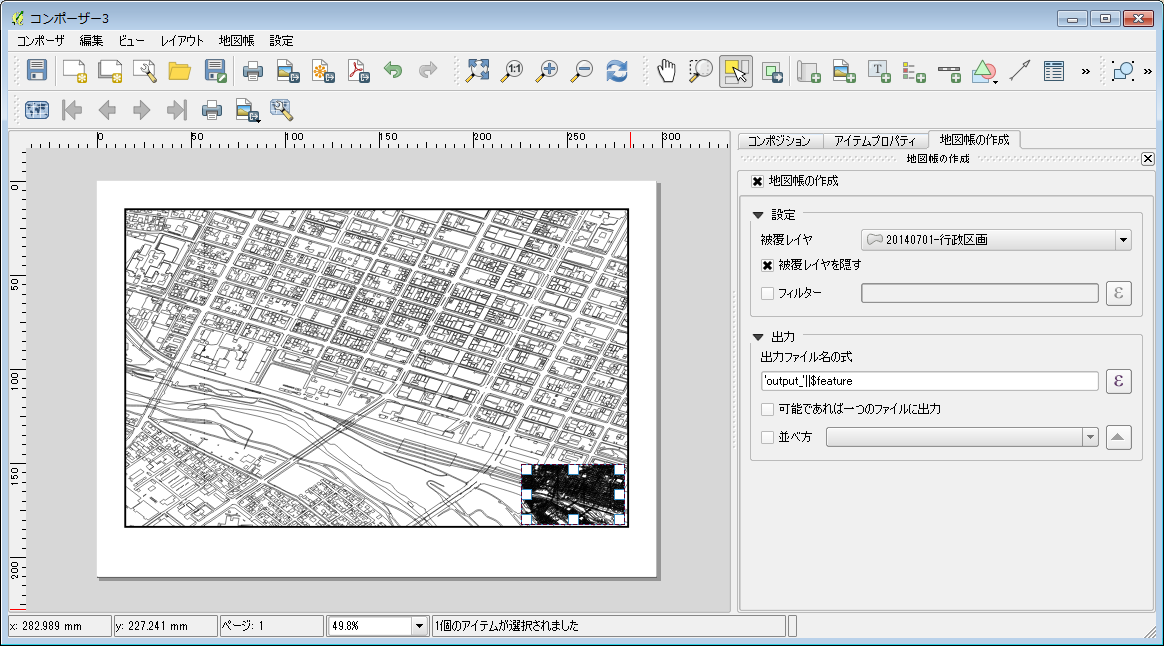 コンポーザー3
コンポーザ 編集 ビュー レイアウト 地図帳 設定
1:1
T
»
»
0 50 100 150 200 250 300
0
50
100
150
200
コンポジション アイテムプロパティ 地図帳の作成
地図帳の作成
地図帳の作成
設定
被覆レイヤ 20140701-行政区画
被覆レイヤを隠す
フィルター ε
出力
出力ファイル名の式
'output_'||$feature ε
可能であれば一つのファイルに出力
並べ方
x: 282.989 mm y: 227.241 mm ページ: 1 49.8% 1個のアイテムが選択されました